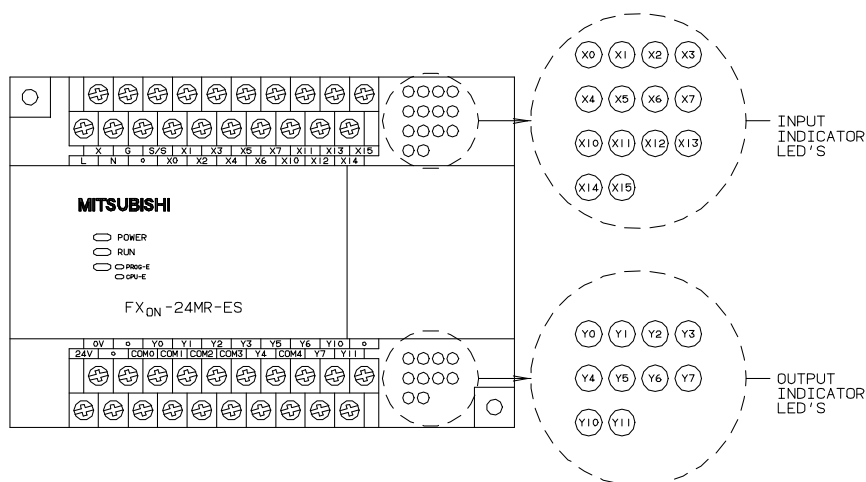 X0 X1 X2 X3
X4 X5 X6 X7
X10 X11 X12 X13
X14 X15
INPUT
INDICATOR
LED'S
X G S/S X1 X3 X5 X7 X11 X13 X15
L N X0 X2 X4 X6 X10 X12 X14
MITSUBISHI
POWER
RUN
PROG-E
CPU-E
FXON-24MR-ES
0V Y0 Y1 Y2 Y3 Y5 Y6 Y10
24V COM0 COM1 COM2 COM3 Y4 COM4 Y7 Y11
Y0 Y1 Y2 Y3
Y4 Y5 Y6 Y7
Y10 Y11
OUTPUT
INDICATOR
LED'S